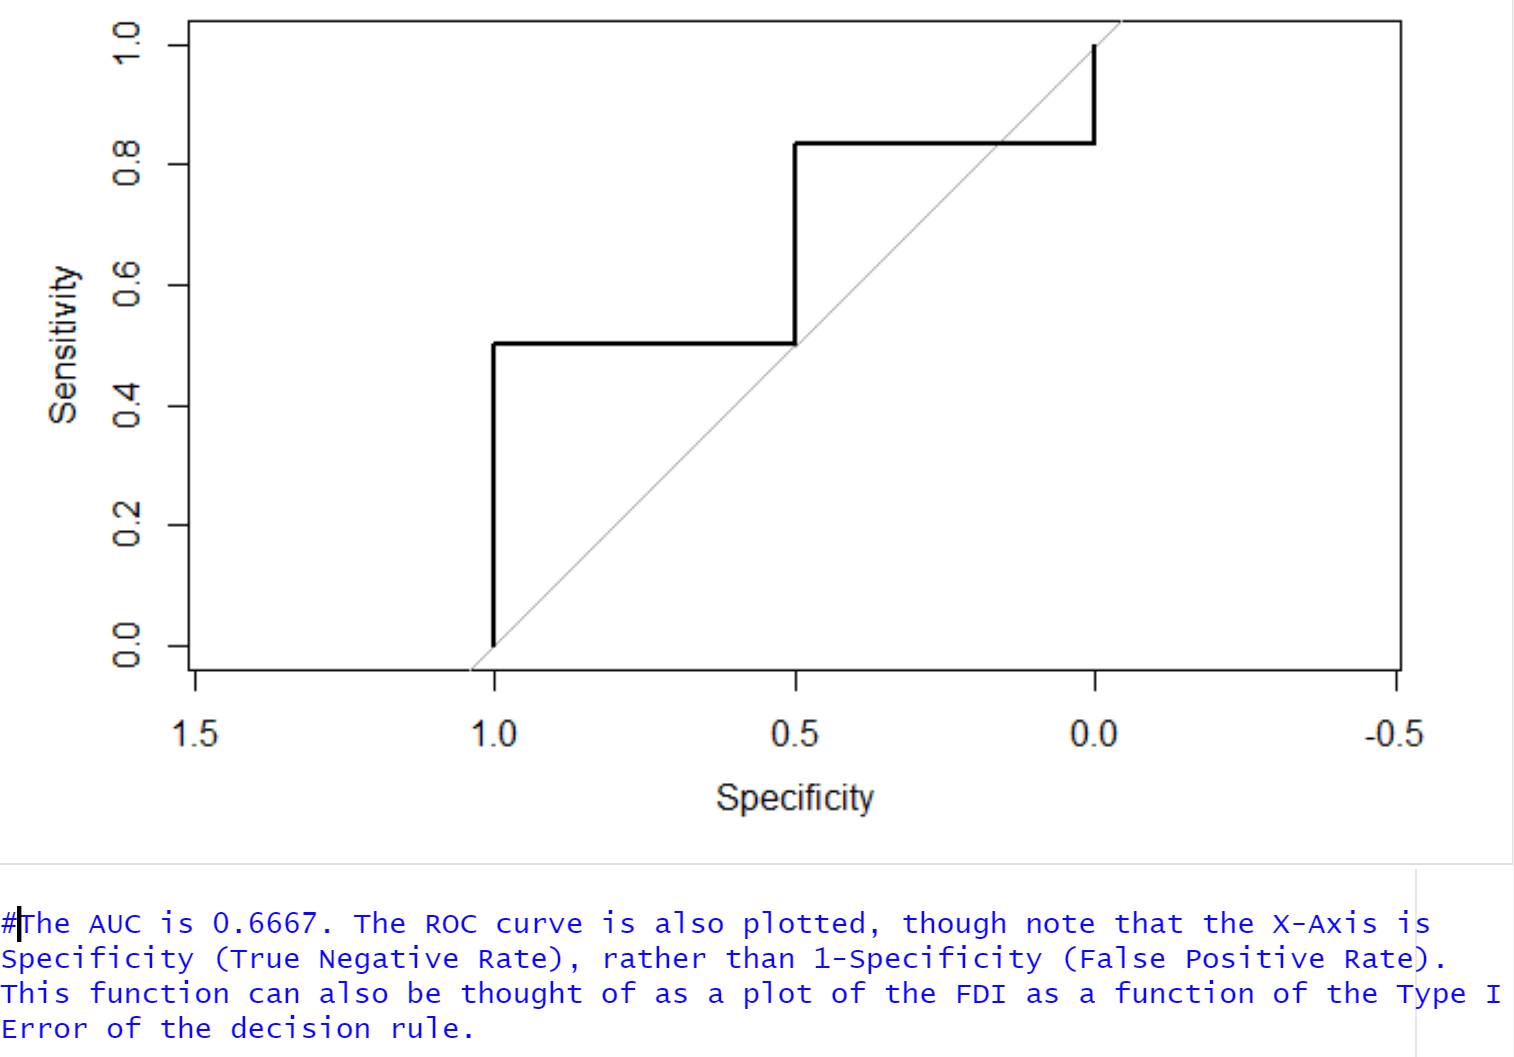 1.0
0.8
0.6
0.4
0.2
0.0
Sensitivity
1.5 1.0 0.5 0.0 -0.5
Specificity
#The AUC is 0.6667. The ROC curve is also plotted, though note that the X-Axis is
Specificity (True Negative Rate), rather than 1-Specificity (False Positive Rate).
This function can also be thought of as a plot of the FDI as a function of the Type I
Error of the decision rule.